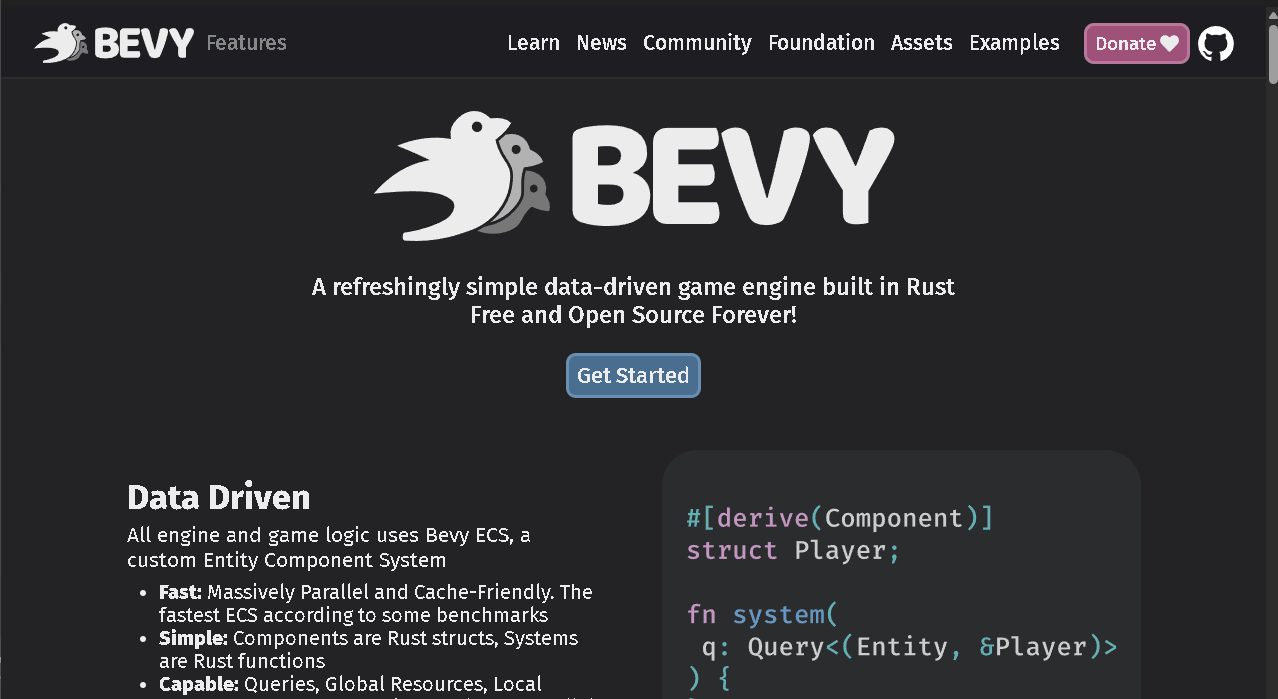 BEVY Features Learn News Community Foundation Assets Examples Donate
BEVY
A refreshingly simple data-driven game engine built in Rust
Free and Open Source Forever!
Get Started
Data Driven
All engine and game logic uses Bevy ECS, a
custom Entity Component System
• Fast: Massively Parallel and Cache-Friendly. The
fastest ECS according to some benchmarks
• Simple: Components are Rust structs, Systems
are Rust functions
• Capable: Queries, Global Resources, Local
#[derive(Component)]
struct Player;
fn system(
q: Query<(Entity, &Player)>
) {